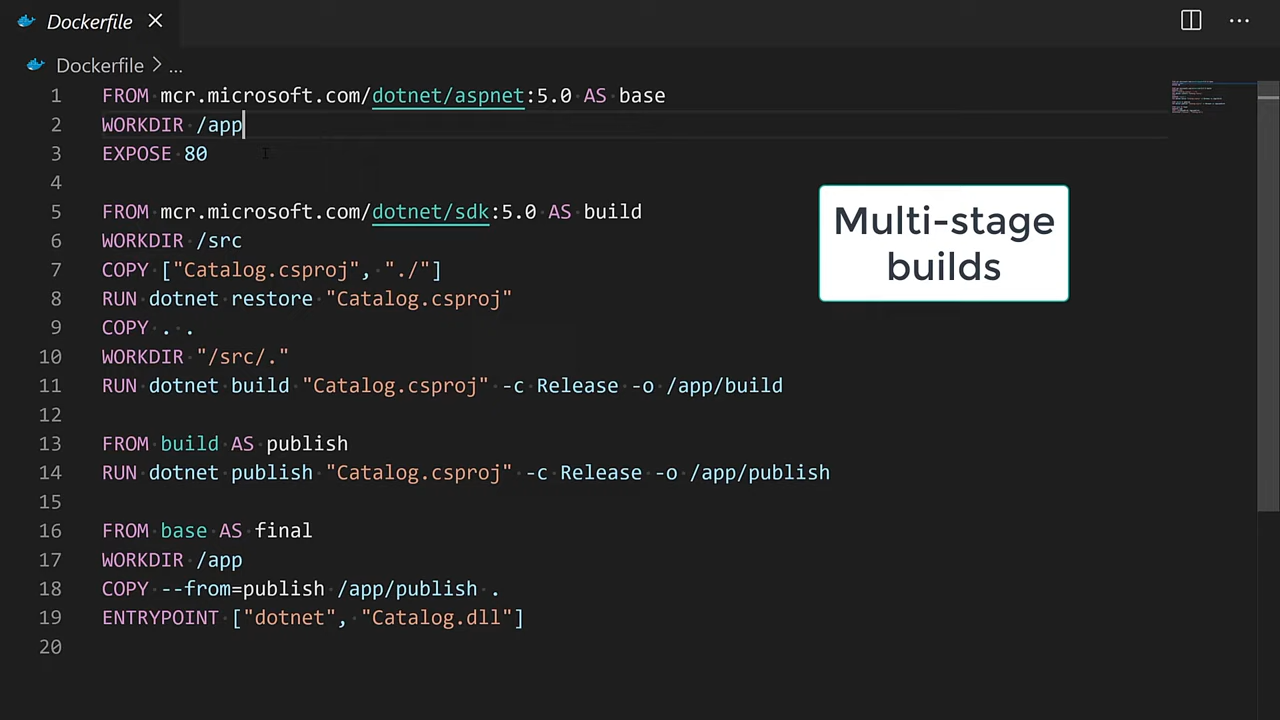 Dockerfile
Dockerfile > ...
1 FROM mcr.microsoft.com/dotnet/aspnet:5.0 AS base
2 WORKDIR /app
3 EXPOSE 80
4
5 FROM mcr.microsoft.com/dotnet/sdk:5.0 AS build
6 WORKDIR /src
7 COPY ["Catalog.csproj", "./"]
8 RUN dotnet restore "Catalog.csproj"
9 COPY . .
10 WORKDIR "/src/."
11 RUN dotnet build "Catalog.csproj" -c Release -o /app/build
12
13 FROM build AS publish
14 RUN dotnet publish "Catalog.csproj" -c Release -o /app/publish
15
16 FROM base AS final
17 WORKDIR /app
18 COPY --from=publish /app/publish .
19 ENTRYPOINT ["dotnet", "Catalog.dll"]
20
Multi-stage
builds